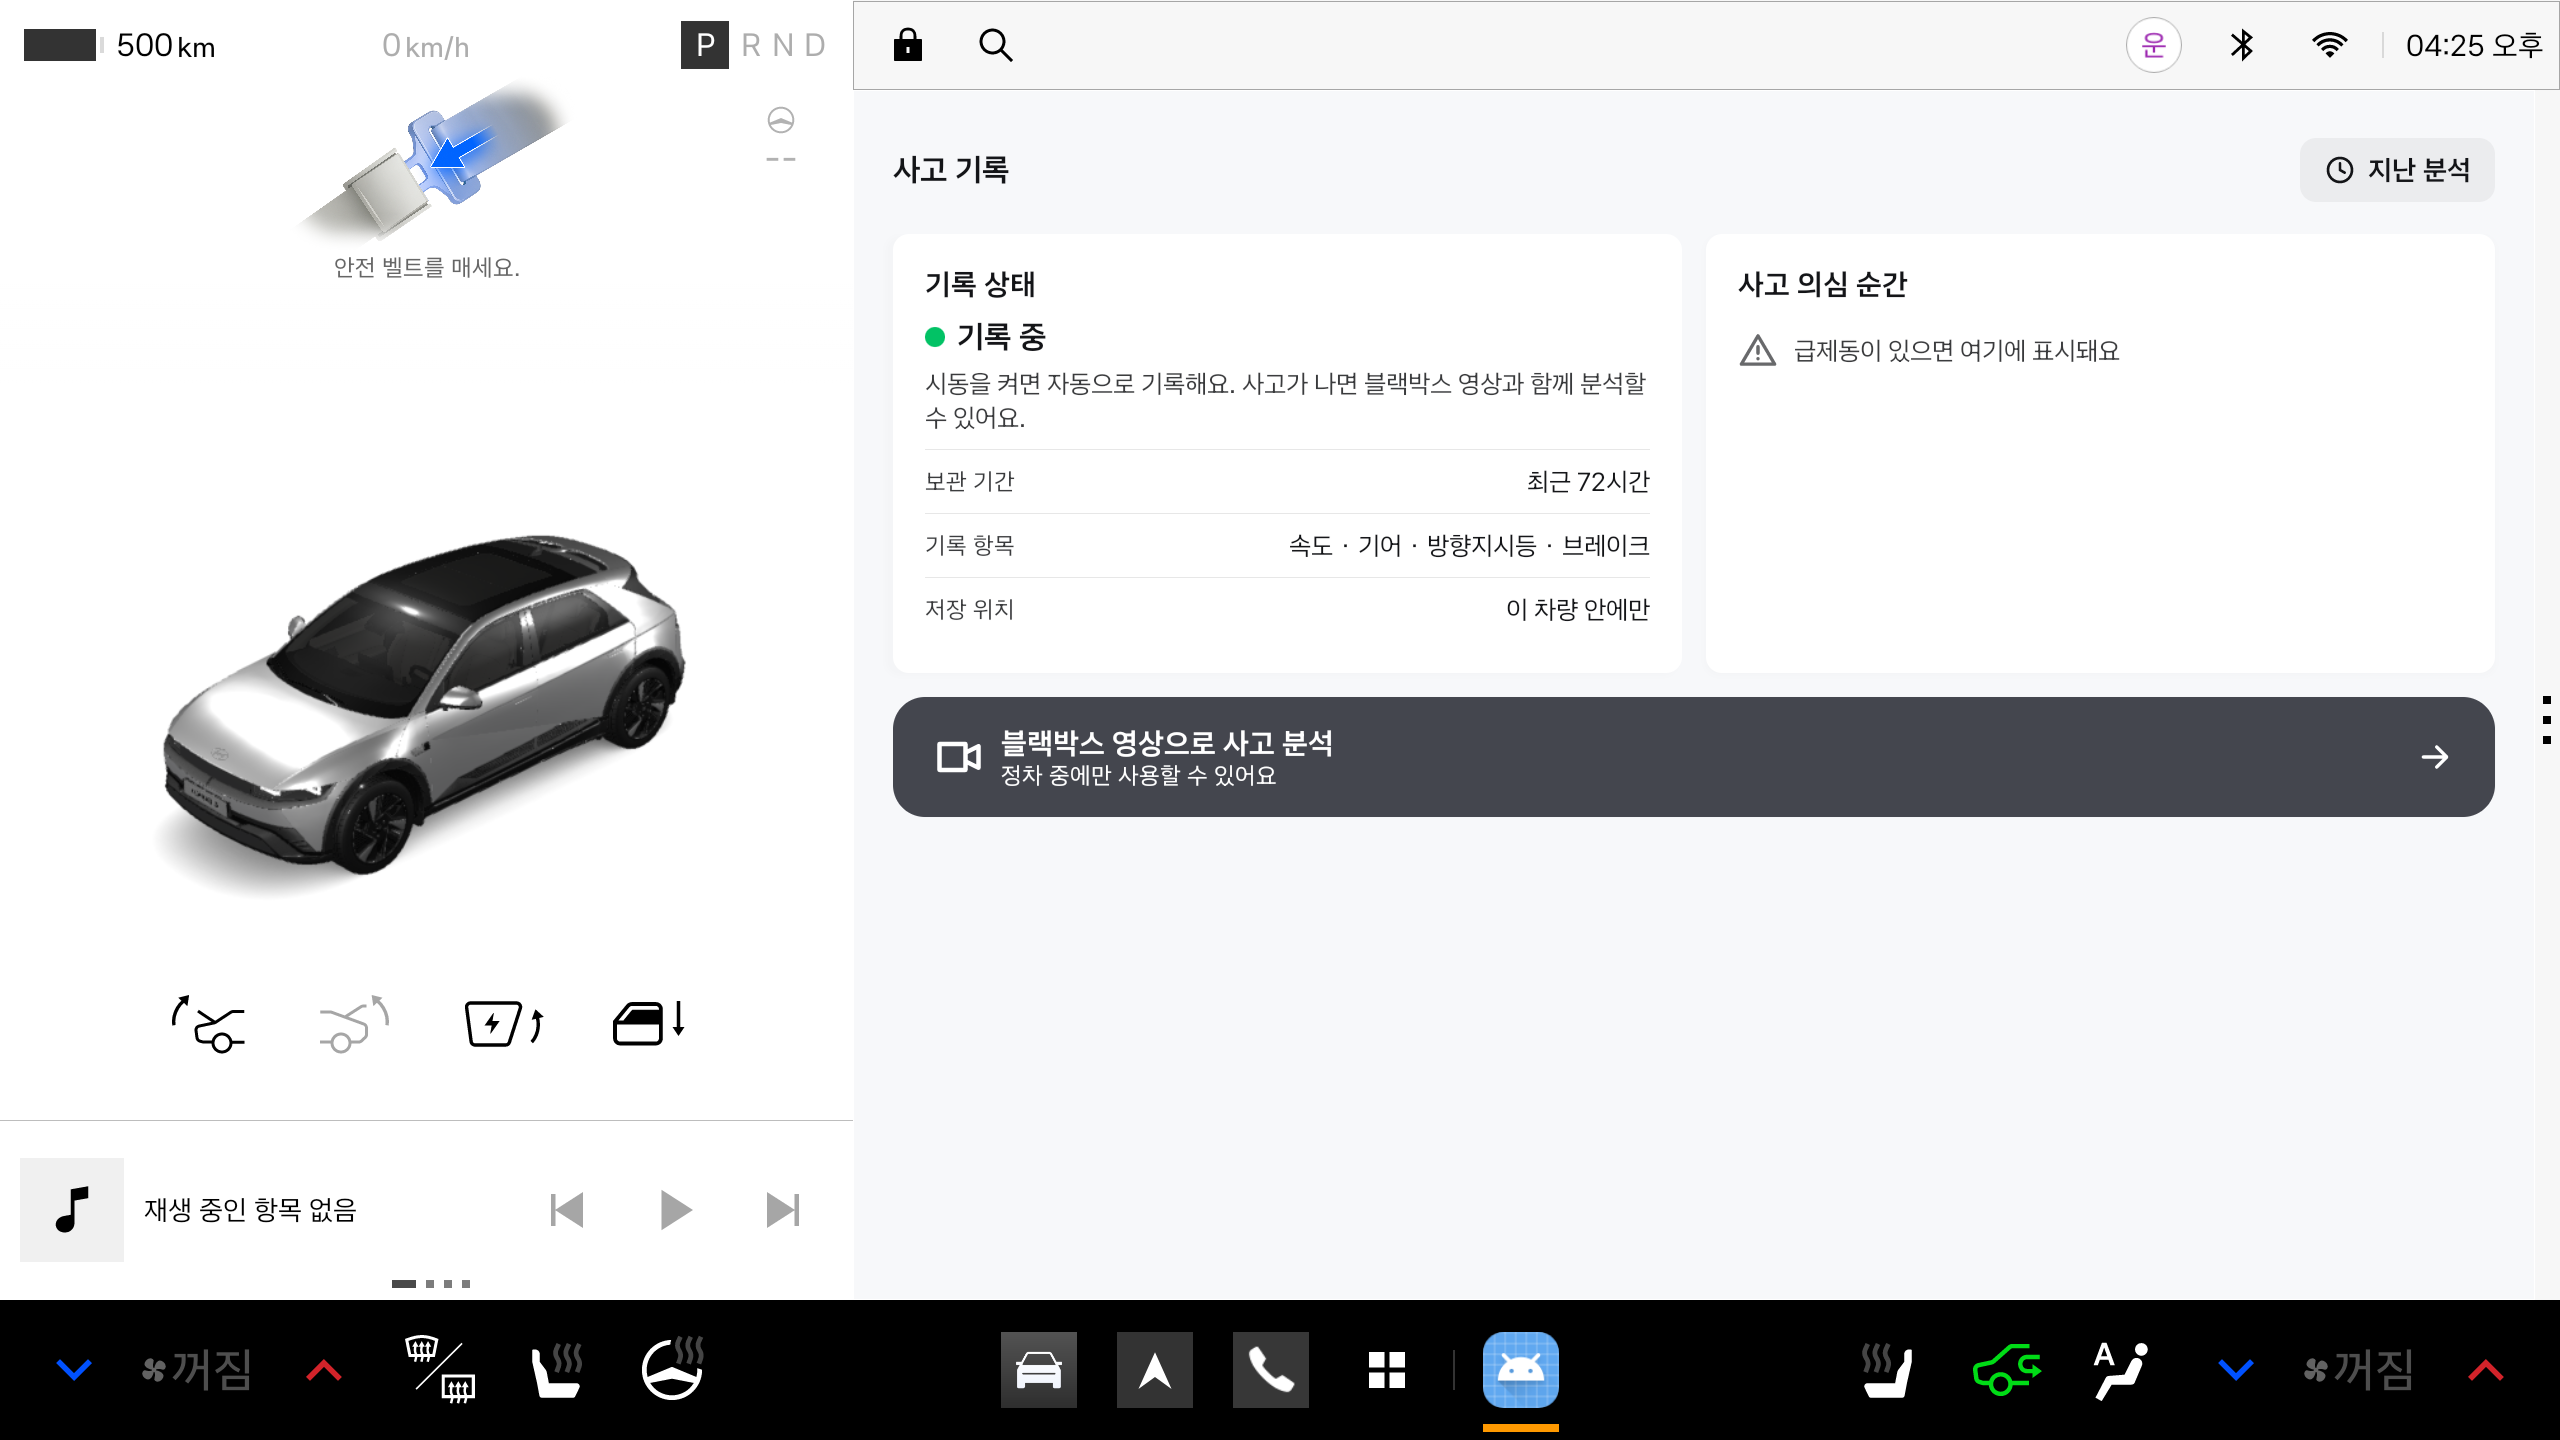 500 km
0 km/h
P R N D
안전 벨트를 매세요.
재생 중인 항목 없음
운
04:25 오후
사고 기록
지난 분석
기록 상태
기록 중
시동을 켜면 자동으로 기록해요. 사고가 나면 블랙박스 영상과 함께 분석할
수 있어요.
보관 기간 최근 72시간
기록 항목 속도 · 기어 · 방향지시등 · 브레이크
저장 위치 이 차량 안에만
사고 의심 순간
급제동이 있으면 여기에 표시돼요
블랙박스 영상으로 사고 분석
정차 중에만 사용할 수 있어요
꺼짐
A
꺼짐